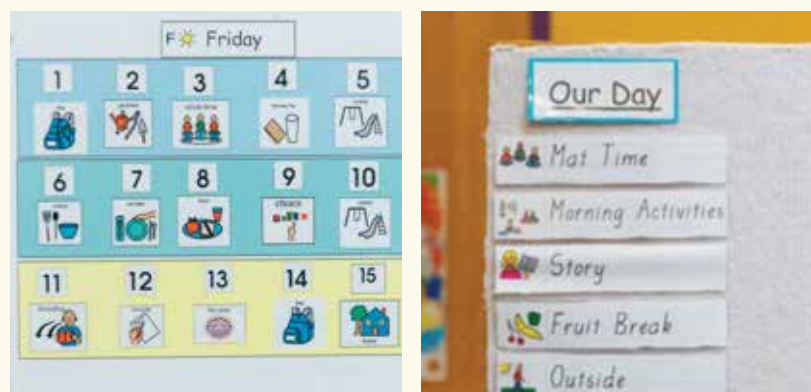 F Friday
1 2 3 4 5
6 7 8 9 10
choice
11 12 13 14 15
Our Day
Mat Time
Morning Activities
Story
Fruit Break
Outside